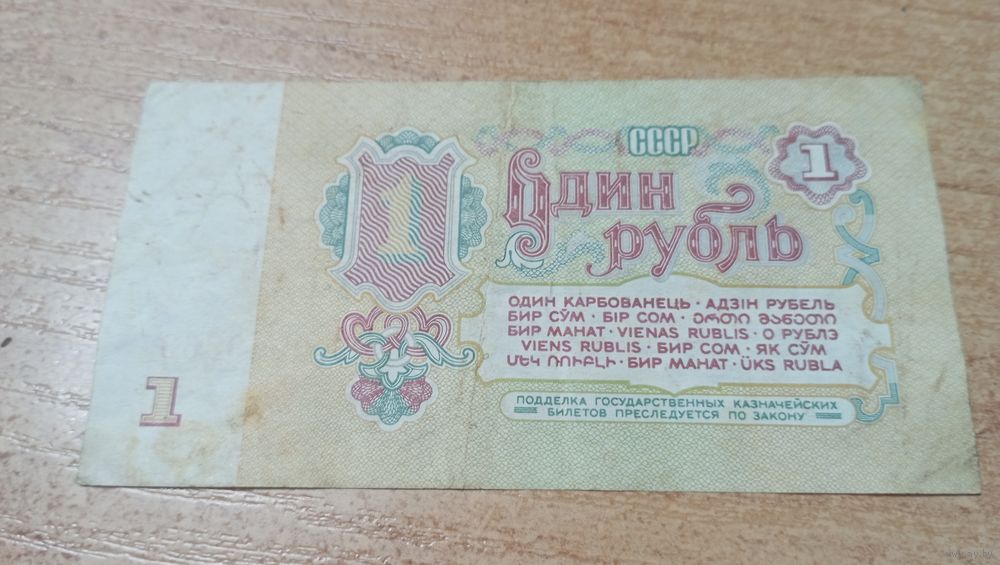 СССР
1
1
Один
рубль
ОДИН КАРБОВАНЕЦЬ · АДЗІН РУБЕЛЬ
БИР СЎМ · БІР СОМ · ᲔᲠᲗᲘ ᲛᲐᲜᲔᲗᲘ
БИР МАНАТ · VIENAS RUBLIS · О РУБЛЭ
VIENS RUBLIS · БИР СОМ · ЯК СӮМ
ՄԵԿ ՌՈՒԲԼԻ · БИР МАНАТ · ÜKS RUBLA
1
ПОДДЕЛКА ГОСУДАРСТВЕННЫХ КАЗНАЧЕЙСКИХ
БИЛЕТОВ ПРЕСЛЕДУЕТСЯ ПО ЗАКОНУ